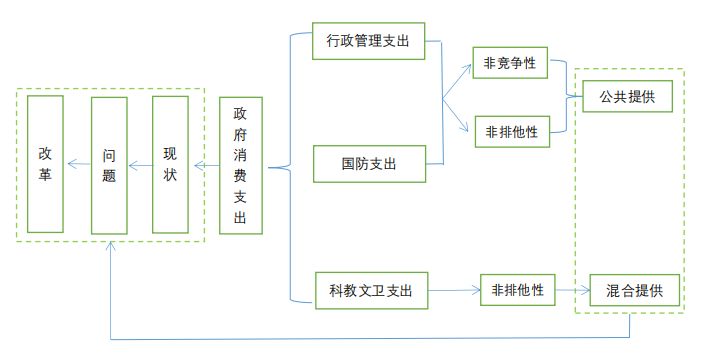 改革
问题
现状
政府消费支出
行政管理支出
国防支出
科教文卫支出
非竞争性
非排他性
非排他性
公共提供
混合提供